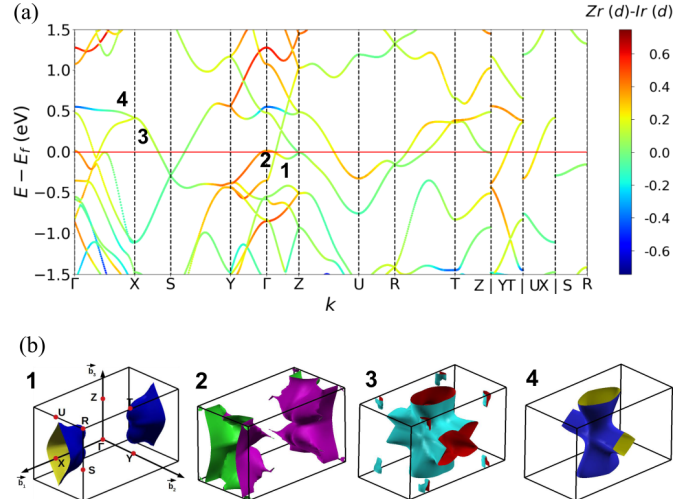 (a)
Zr (d)-Ir (d)
1.5
1.0
0.5
0.0
−0.5
−1.0
−1.5
E − E_f (eV)
4
3
2
1
0.6
0.4
0.2
0.0
−0.2
−0.4
−0.6
Γ X S Y Γ Z U R T Z | YT | UX | S R
k
(b)
1 2 3 4
b₃
Z
T
U
R
Γ
X
S
Y
b₁
b₂